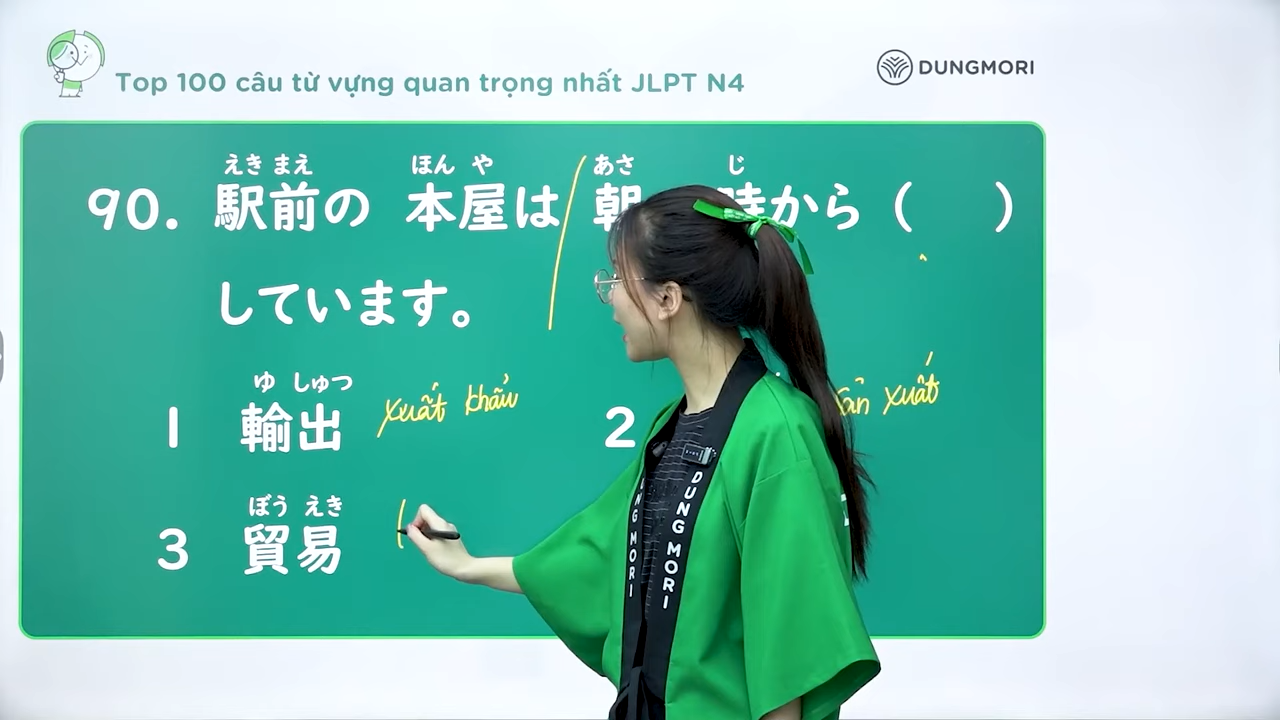 Top 100 câu từ vựng quan trọng nhất JLPT N4
DUNGMORI
えき まえ ほん や あさ じ
90. 駅前の 本屋は 朝 時から ( )
しています。
ゆ しゅつ
1 輸出 xuất khẩu
2 xuất
ぼう えき
3 貿易
DUNG MORI